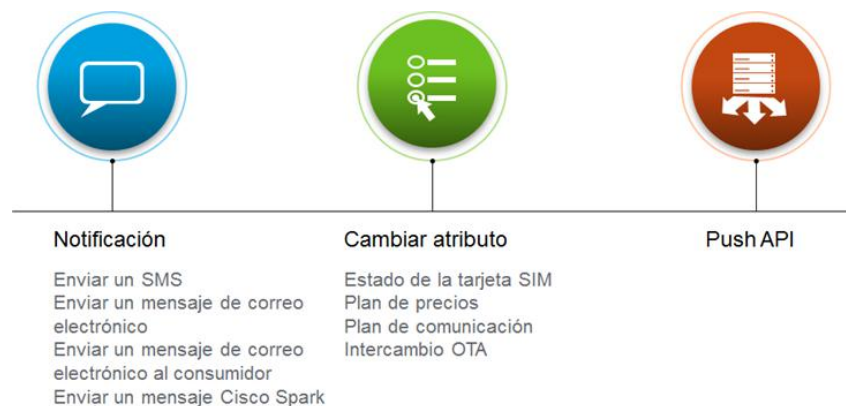 Notificación
Enviar un SMS
Enviar un mensaje de correo
electrónico
Enviar un mensaje de correo
electrónico al consumidor
Enviar un mensaje Cisco Spark
Cambiar atributo
Estado de la tarjeta SIM
Plan de precios
Plan de comunicación
Intercambio OTA
Push API